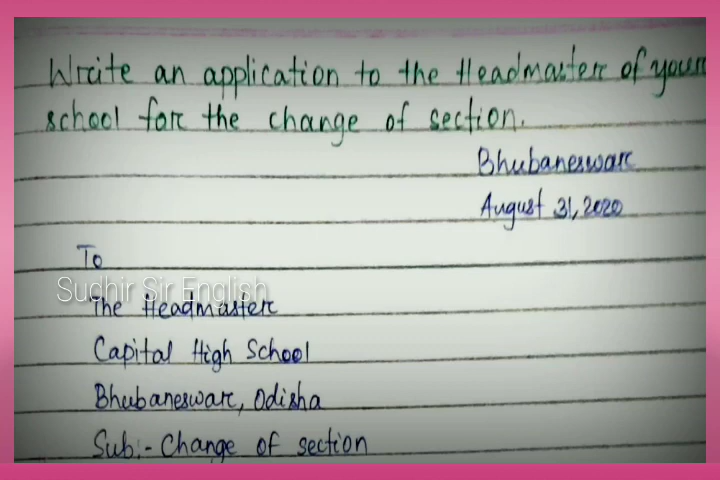 Write an application to the Headmaster of your
school for the change of section.
Bhubaneswar
August 31, 2020
To
Sudhir Sir English
The Headmaster
Capital High School
Bhubaneswar, Odisha
Sub:- Change of section